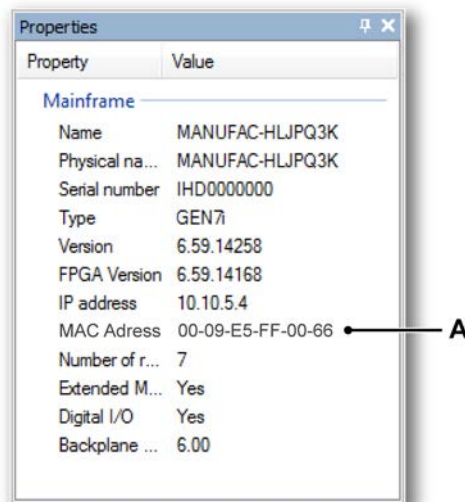 Properties
Property Value
Mainframe
Name MANUFAC-HLJPQ3K
Physical na... MANUFAC-HLJPQ3K
Serial number IHD0000000
Type GEN7i
Version 6.59.14258
FPGA Version 6.59.14168
IP address 10.10.5.4
MAC Adress 00-09-E5-FF-00-66 A
Number of r... 7
Extended M... Yes
Digital I/O Yes
Backplane ... 6.00